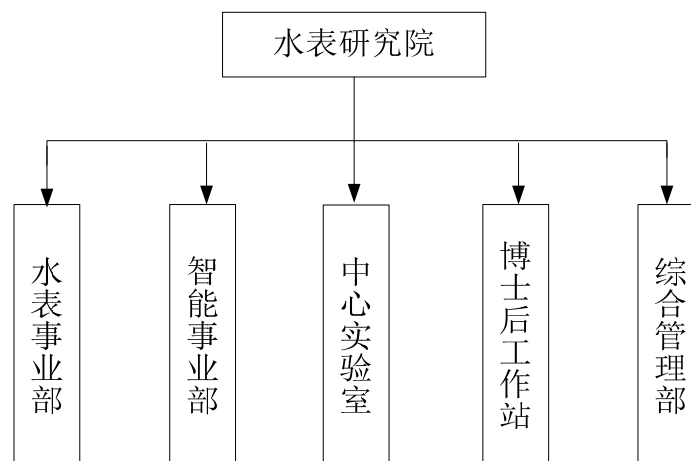 水表研究院
水表事业部
智能事业部
中心实验室
博士后工作站
综合管理部